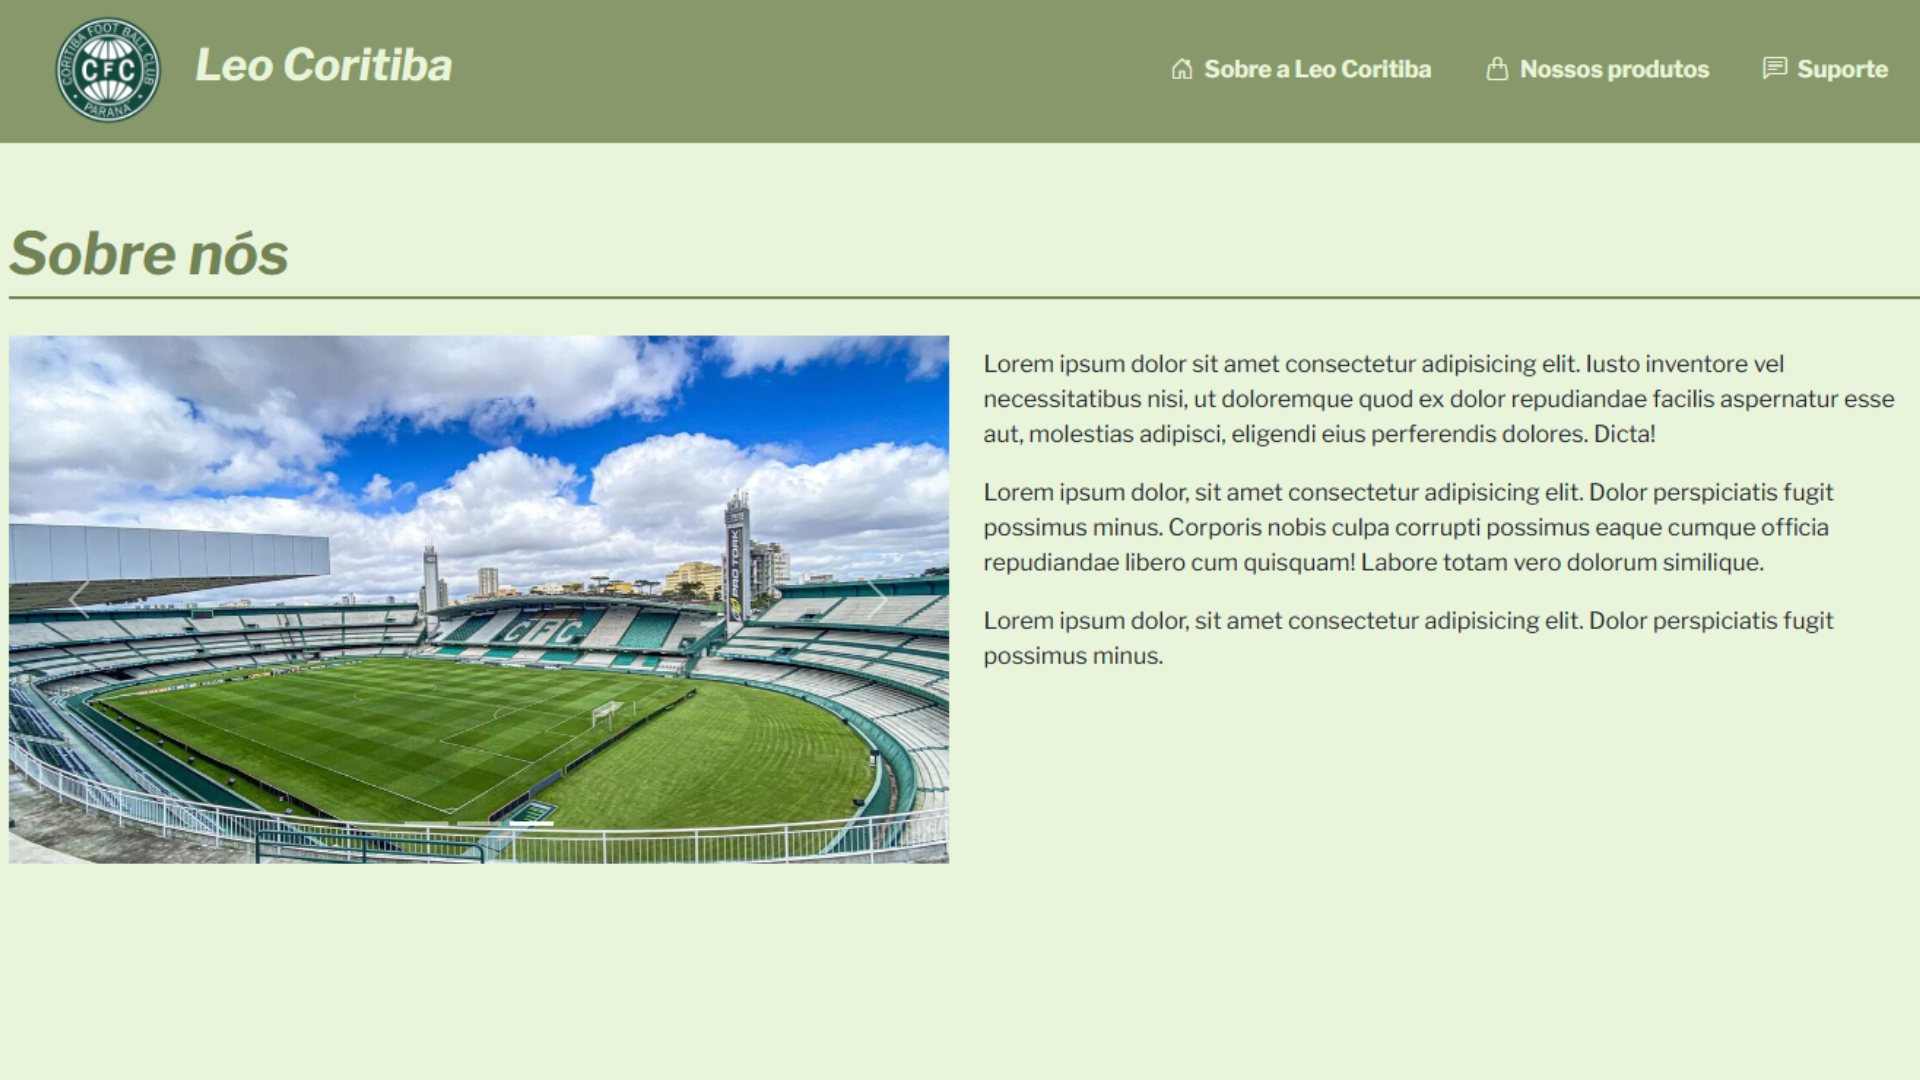 CORITIBA FOOT BALL CLUB
CFC
PARANÁ
Leo Coritiba
Sobre a Leo Coritiba
Nossos produtos
Suporte
Sobre nós
PRO TORK
CFC
Lorem ipsum dolor sit amet consectetur adipisicing elit. Iusto inventore vel
necessitatibus nisi, ut doloremque quod ex dolor repudiandae facilis aspernatur esse
aut, molestias adipisci, eligendi eius perferendis dolores. Dicta!
Lorem ipsum dolor, sit amet consectetur adipisicing elit. Dolor perspiciatis fugit
possimus minus. Corporis nobis culpa corrupti possimus eaque cumque officia
repudiandae libero cum quisquam! Labore totam vero dolorum similique.
Lorem ipsum dolor, sit amet consectetur adipisicing elit. Dolor perspiciatis fugit
possimus minus.